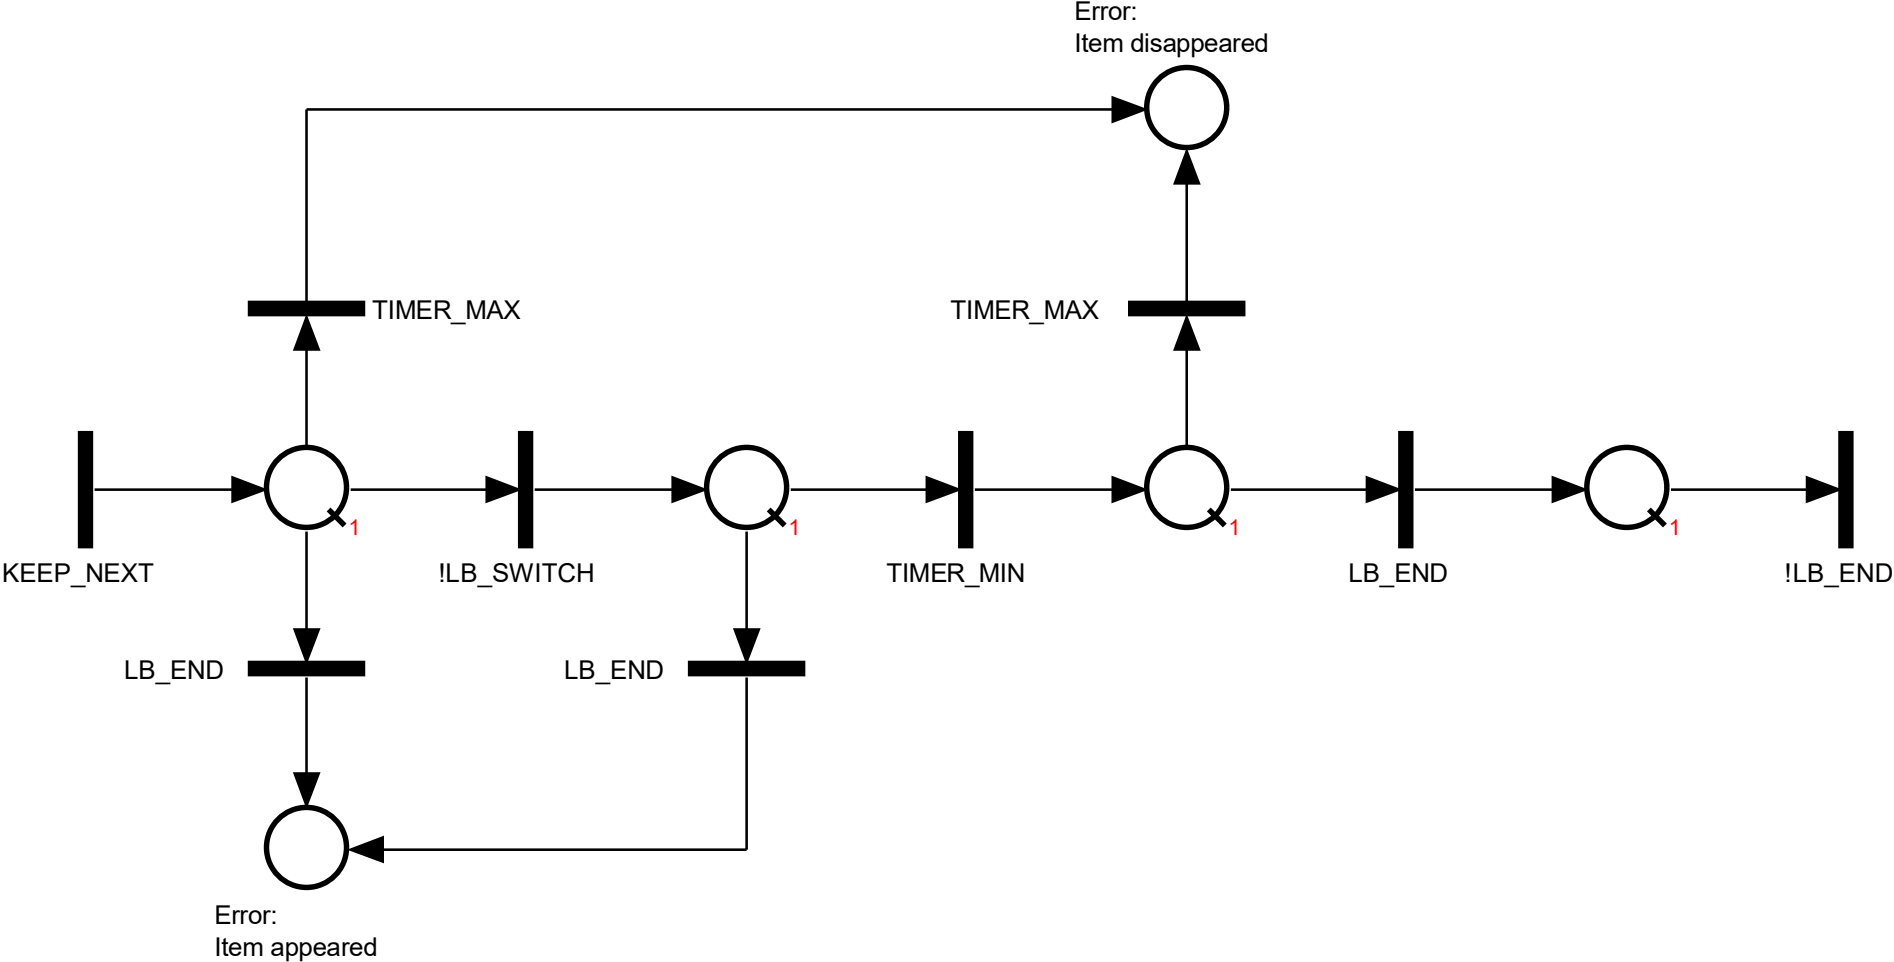 Error:
Item disappeared
TIMER_MAX
TIMER_MAX
1
1
1
1
KEEP_NEXT
!LB_SWITCH
TIMER_MIN
LB_END
!LB_END
LB_END
LB_END
Error:
Item appeared